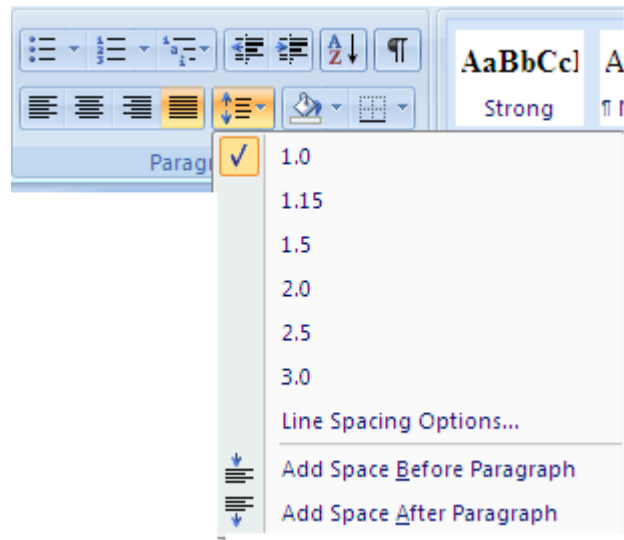 AaBbCcl A
Strong ¶ N
Paragr
1.0
1.15
1.5
2.0
2.5
3.0
Line Spacing Options...
Add Space Before Paragraph
Add Space After Paragraph